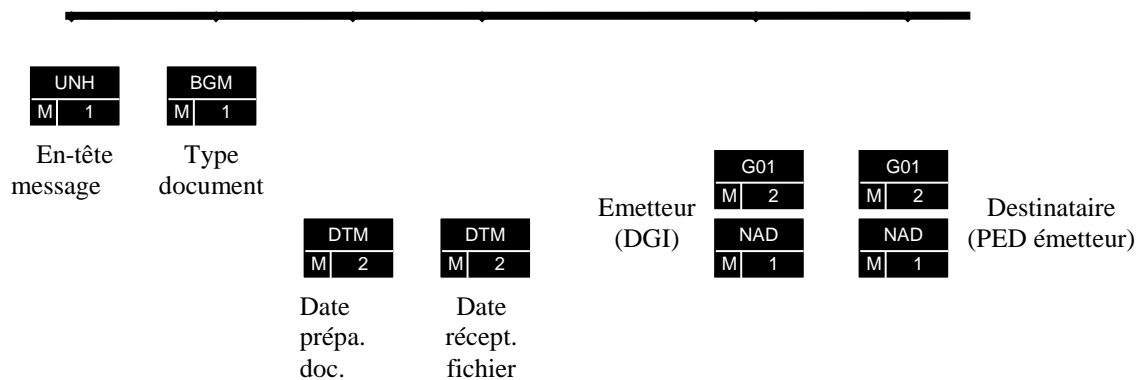 UNH
M 1
En-tête
message
BGM
M 1
Type
document
DTM
M 2
Date
prépa.
doc.
DTM
M 2
Date
récept.
fichier
Emetteur
(DGI)
G01
M 2
NAD
M 1
G01
M 2
NAD
M 1
Destinataire
(PED émetteur)